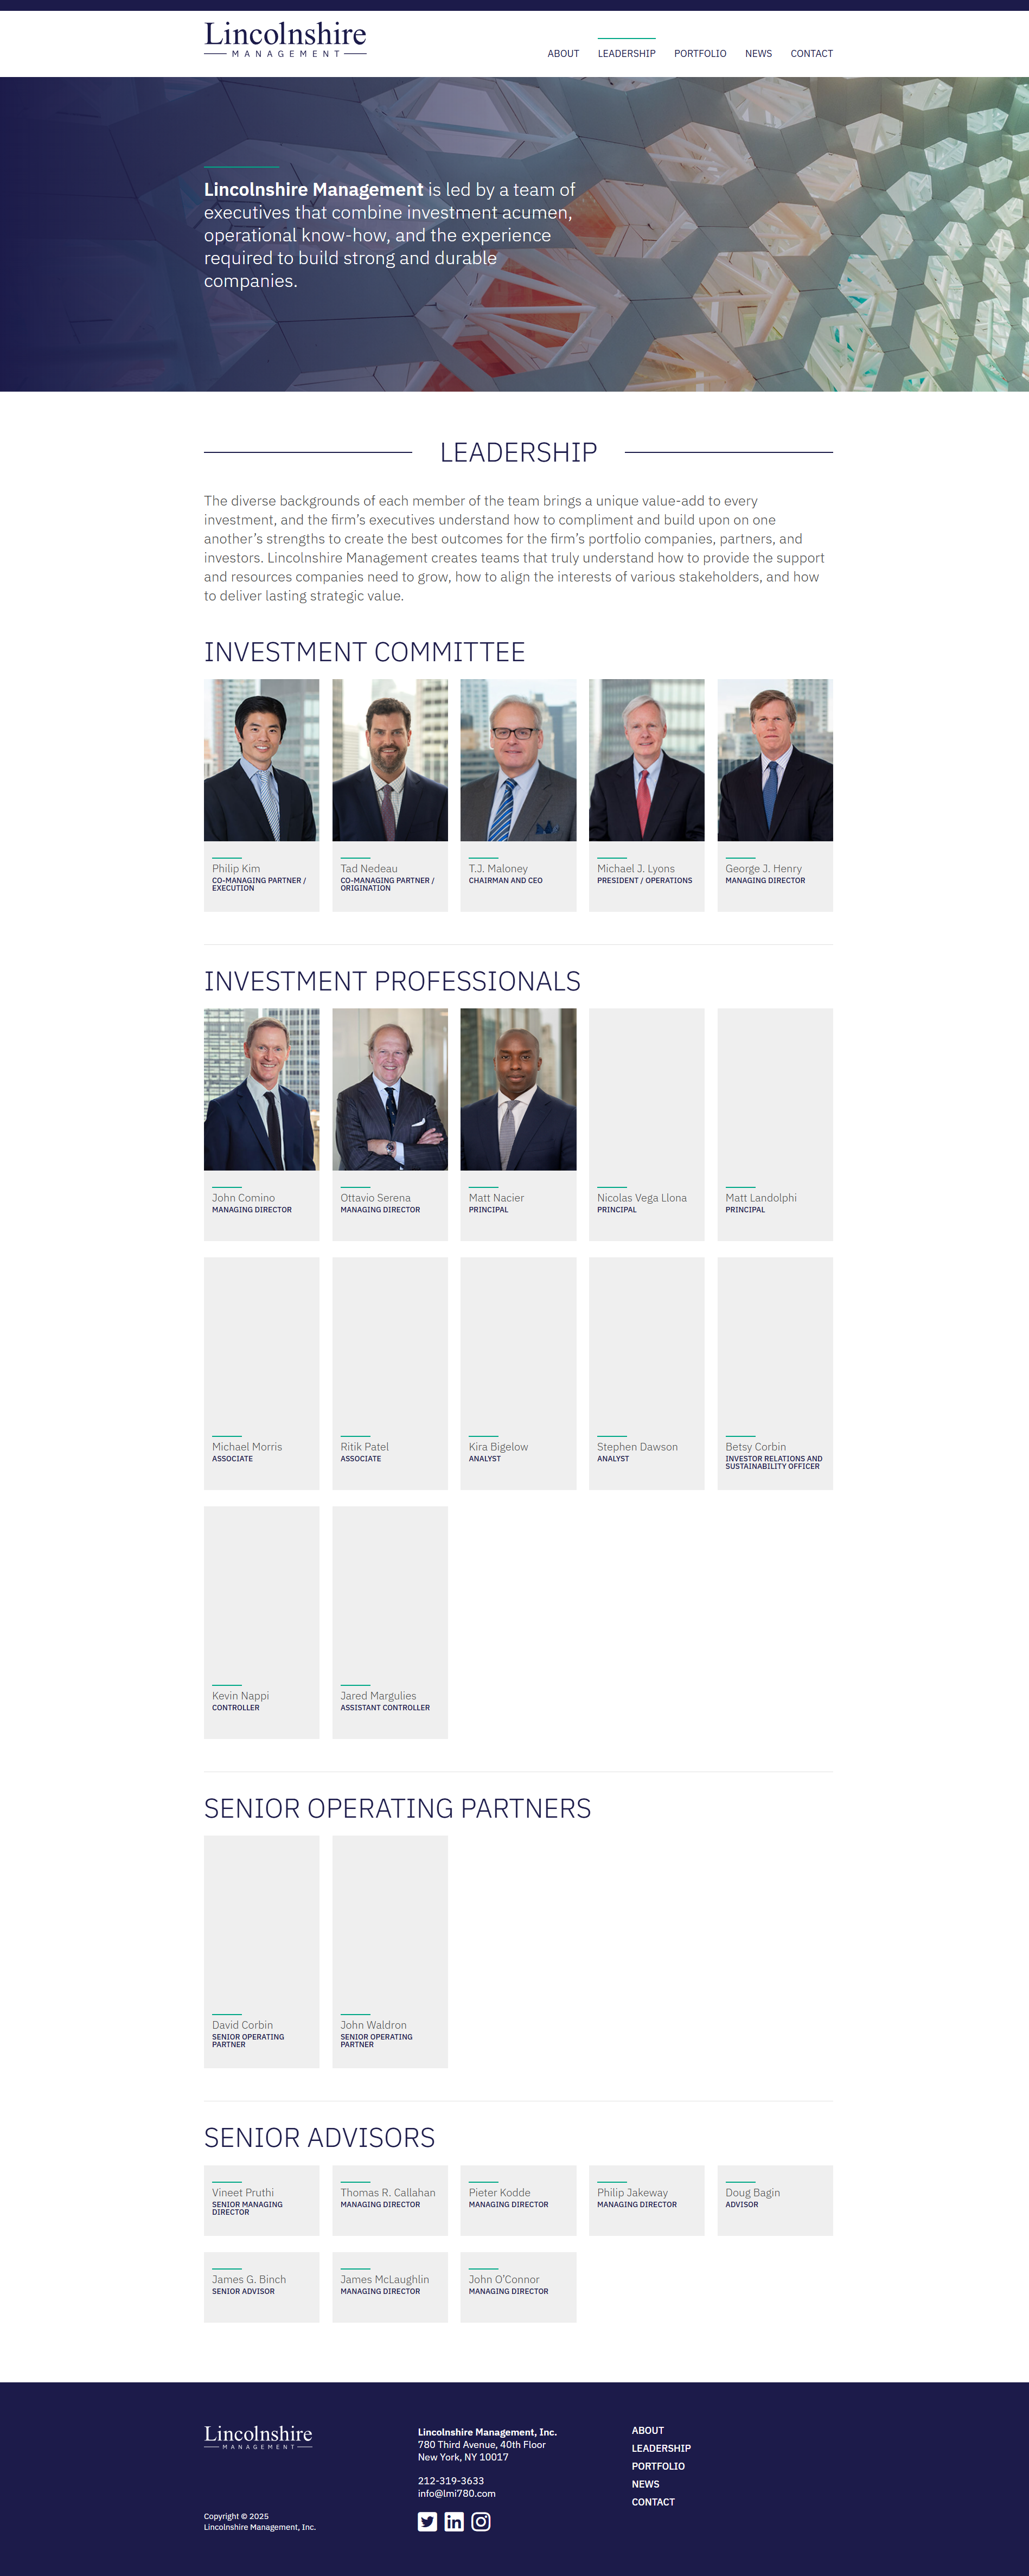 Lincolnshire
MANAGEMENT
ABOUT
LEADERSHIP
PORTFOLIO
NEWS
CONTACT
Lincolnshire Management is led by a team of
executives that combine investment acumen,
operational know-how, and the experience
required to build strong and durable
companies.
LEADERSHIP
The diverse backgrounds of each member of the team brings a unique value-add to every
investment, and the firm’s executives understand how to compliment and build upon on one
another’s strengths to create the best outcomes for the firm’s portfolio companies, partners, and
investors. Lincolnshire Management creates teams that truly understand how to provide the support
and resources companies need to grow, how to align the interests of various stakeholders, and how
to deliver lasting strategic value.
INVESTMENT COMMITTEE
Philip Kim
CO-MANAGING PARTNER /
EXECUTION
Tad Nedeau
CO-MANAGING PARTNER /
ORIGINATION
T.J. Maloney
CHAIRMAN AND CEO
Michael J. Lyons
PRESIDENT / OPERATIONS
George J. Henry
MANAGING DIRECTOR
INVESTMENT PROFESSIONALS
John Comino
MANAGING DIRECTOR
Ottavio Serena
MANAGING DIRECTOR
Matt Nacier
PRINCIPAL
Nicolas Vega Llona
PRINCIPAL
Matt Landolphi
PRINCIPAL
Michael Morris
ASSOCIATE
Ritik Patel
ASSOCIATE
Kira Bigelow
ANALYST
Stephen Dawson
ANALYST
Betsy Corbin
INVESTOR RELATIONS AND
SUSTAINABILITY OFFICER
Kevin Nappi
CONTROLLER
Jared Margulies
ASSISTANT CONTROLLER
SENIOR OPERATING PARTNERS
David Corbin
SENIOR OPERATING
PARTNER
John Waldron
SENIOR OPERATING
PARTNER
SENIOR ADVISORS
Vineet Pruthi
SENIOR MANAGING
DIRECTOR
Thomas R. Callahan
MANAGING DIRECTOR
Pieter Kodde
MANAGING DIRECTOR
Philip Jakeway
MANAGING DIRECTOR
Doug Bagin
ADVISOR
James G. Binch
SENIOR ADVISOR
James McLaughlin
MANAGING DIRECTOR
John O’Connor
MANAGING DIRECTOR
Lincolnshire
MANAGEMENT
Copyright © 2025
Lincolnshire Management, Inc.
Lincolnshire Management, Inc.
780 Third Avenue, 40th Floor
New York, NY 10017
212-319-3633
info@lmi780.com
ABOUT
LEADERSHIP
PORTFOLIO
NEWS
CONTACT